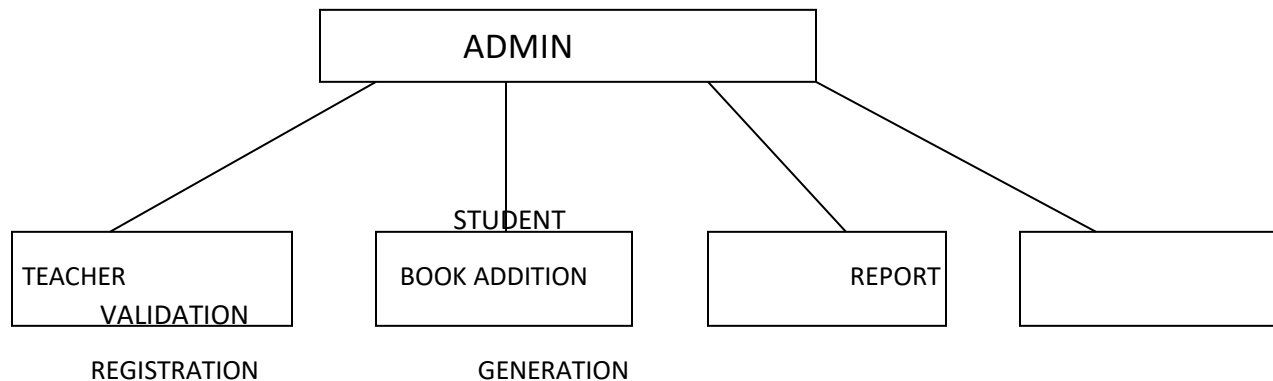 ADMIN
STUDENT
TEACHER BOOK ADDITION REPORT
VALIDATION
REGISTRATION GENERATION